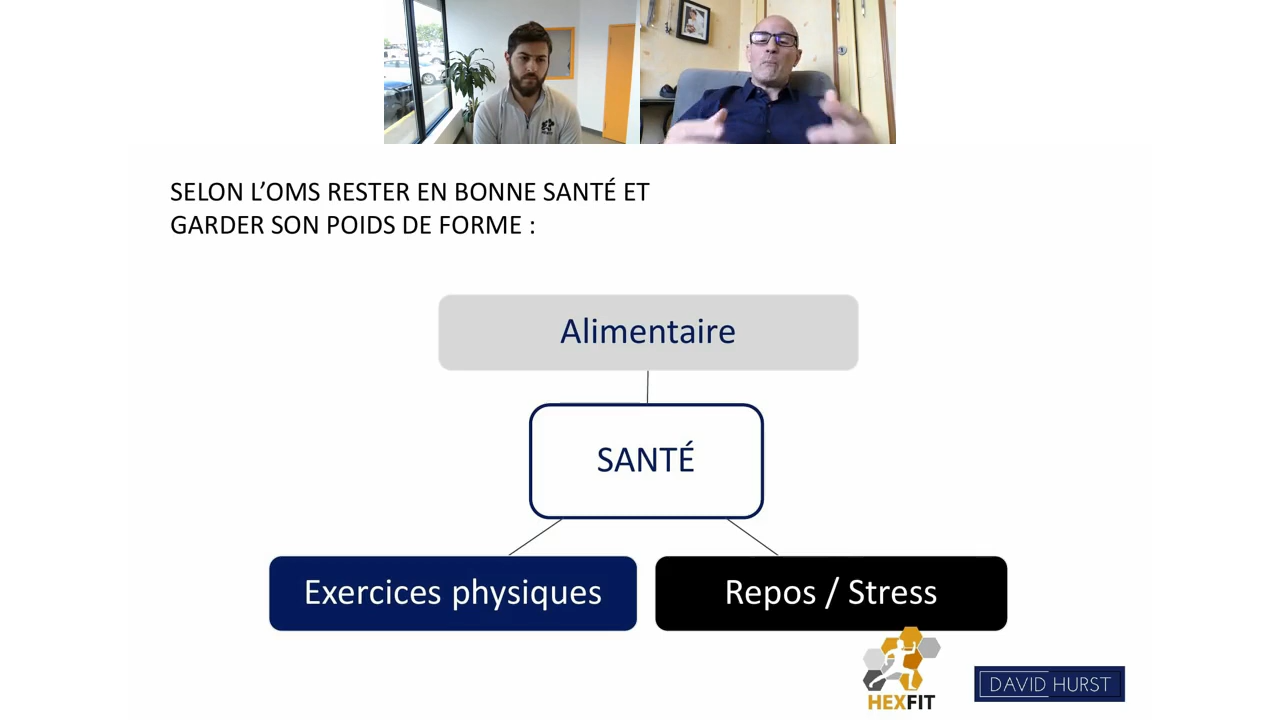 SELON L’OMS RESTER EN BONNE SANTÉ ET
GARDER SON POIDS DE FORME :
Alimentaire
SANTÉ
Exercices physiques
Repos / Stress
HEXFIT
DAVID HURST